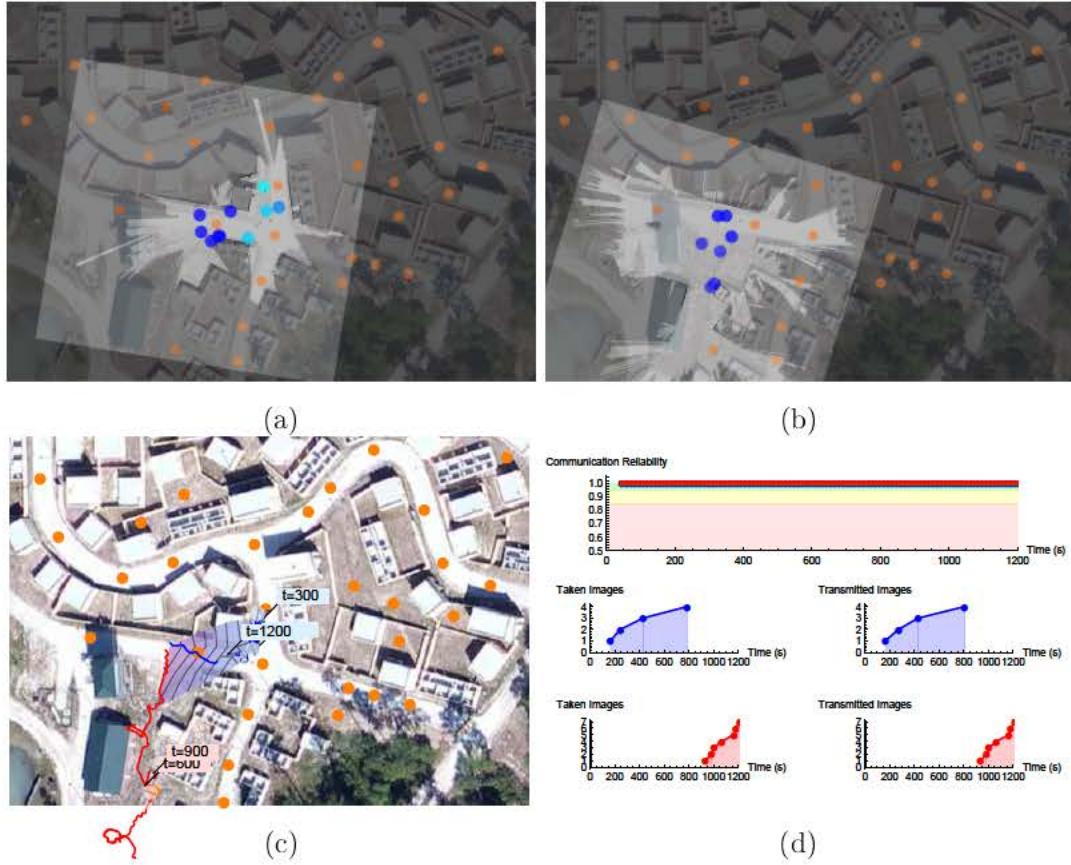 (a)
(b)
t=300
t=1200
t=900
t=600
(c)
Communication Reliability
1.0
0.9
0.8
0.7
0.6
0.5
0 200 400 600 800 1000 1200
Time (s)
Taken Images
4
3
2
1
0
0 200 400 600 800 1000 1200
Time (s)
Transmitted Images
4
3
2
1
0
0 200 400 600 800 1000 1200
Time (s)
Taken Images
7
6
5
4
3
2
1
0
0 200 400 600 800 1000 1200
Time (s)
Transmitted Images
7
6
5
4
3
2
1
0
0 200 400 600 800 1000 1200
Time (s)
(d)